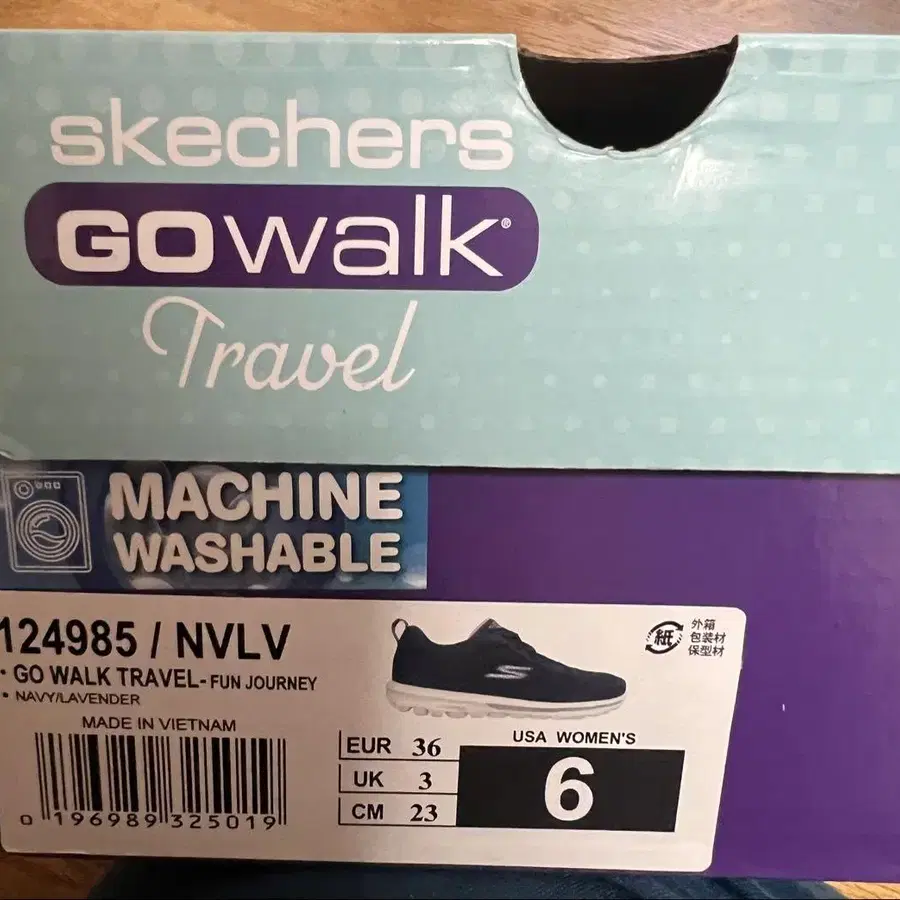 skechers
GOwalk®
Travel
MACHINE
WASHABLE
124985 / NVLV
• GO WALK TRAVEL- FUN JOURNEY
• NAVY/LAVENDER
MADE IN VIETNAM
0 196989 325019
紙
外箱
包装材
保型材
EUR 36
UK 3
CM 23
USA WOMEN'S
6